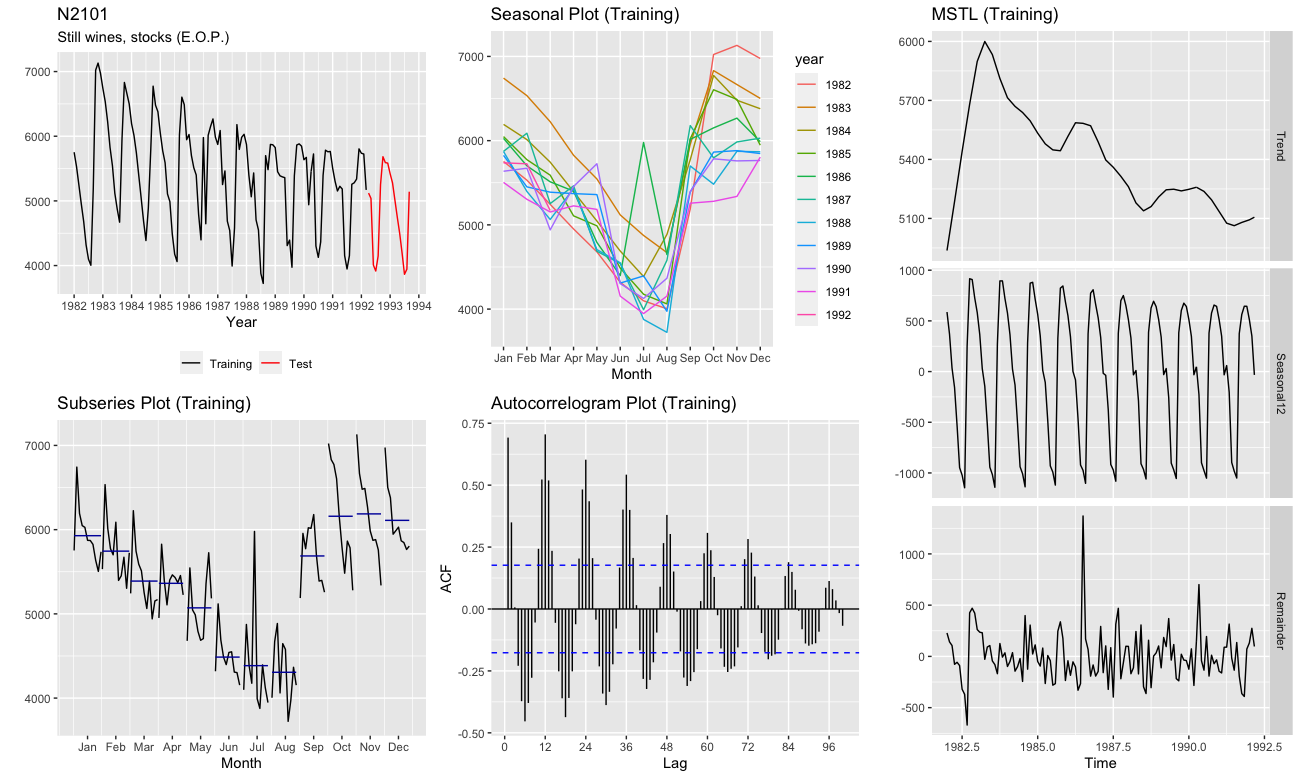 N2101
Still wines, stocks (E.O.P.)
7000
6000
5000
4000
1982 1983 1984 1985 1986 1987 1988 1989 1990 1991 1992 1993 1994
Year
Training Test
Seasonal Plot (Training)
7000
6000
5000
4000
Jan Feb Mar Apr May Jun Jul Aug Sep Oct Nov Dec
Month
year
1982
1983
1984
1985
1986
1987
1988
1989
1990
1991
1992
MSTL (Training)
6000
5700
5400
5100
Trend
1000
500
0
-500
-1000
Seasonal12
1000
500
0
-500
Remainder
1982.5 1985.0 1987.5 1990.0 1992.5
Time
Subseries Plot (Training)
7000
6000
5000
4000
Jan Feb Mar Apr May Jun Jul Aug Sep Oct Nov Dec
Month
Autocorrelogram Plot (Training)
0.75
0.50
0.25
0.00
-0.25
-0.50
ACF
0 12 24 36 48 60 72 84 96
Lag